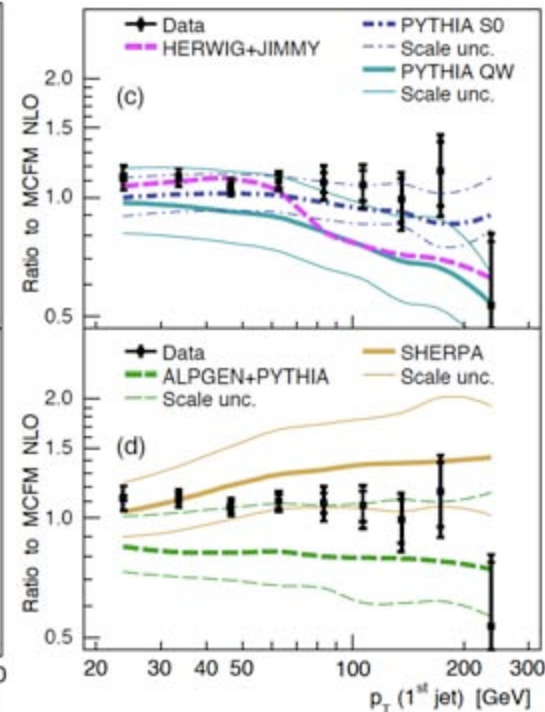 Data
HERWIG+JIMMY
PYTHIA S0
Scale unc.
PYTHIA QW
Scale unc.
(c)
2.0
1.5
1.0
0.5
Ratio to MCFM NLO
Data
ALPGEN+PYTHIA
Scale unc.
SHERPA
Scale unc.
(d)
2.0
1.5
1.0
0.5
Ratio to MCFM NLO
0
20 30 40 50 100 200 300
p_T (1st jet) [GeV]